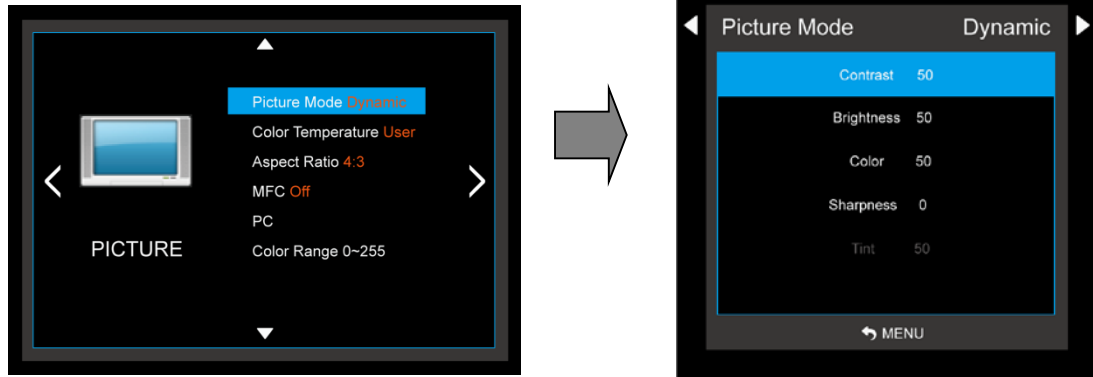 Picture Mode Dynamic
Color Temperature User
Aspect Ratio 4:3
MFC Off
PC
Color Range 0~255
PICTURE
Picture Mode Dynamic
Contrast 50
Brightness 50
Color 50
Sharpness 0
Tint 50
MENU